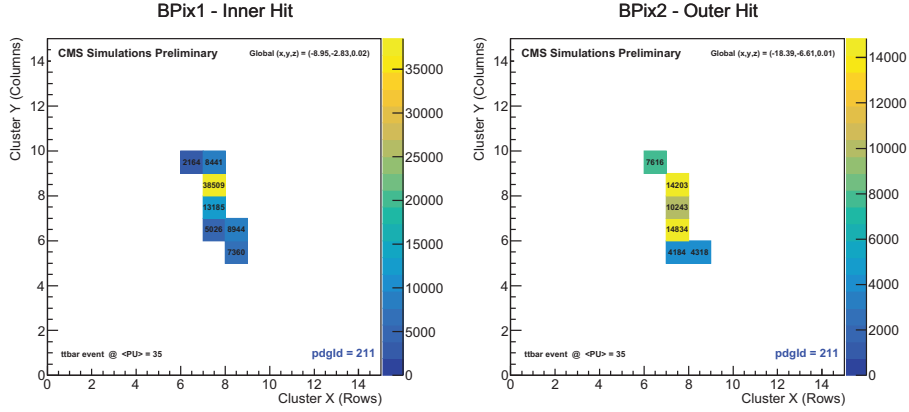 BPix1 - Inner Hit
CMS Simulations Preliminary
Global (x,y,z) = (-8.95,-2.83,0.02)
Cluster Y (Columns)
14
12
10
8
6
4
2
0
2164 8441
38509
13185
5026 8944
7360
ttbar event @ <PU> = 35
pdgId = 211
0 2 4 6 8 10 12 14
Cluster X (Rows)
35000
30000
25000
20000
15000
10000
5000
0
BPix2 - Outer Hit
CMS Simulations Preliminary
Global (x,y,z) = (-18.39,-6.61,0.01)
Cluster Y (Columns)
14
12
10
8
6
4
2
0
7616
14203
10243
14834
4164 4318
ttbar event @ <PU> = 35
pdgId = 211
0 2 4 6 8 10 12 14
Cluster X (Rows)
14000
12000
10000
8000
6000
4000
2000
0